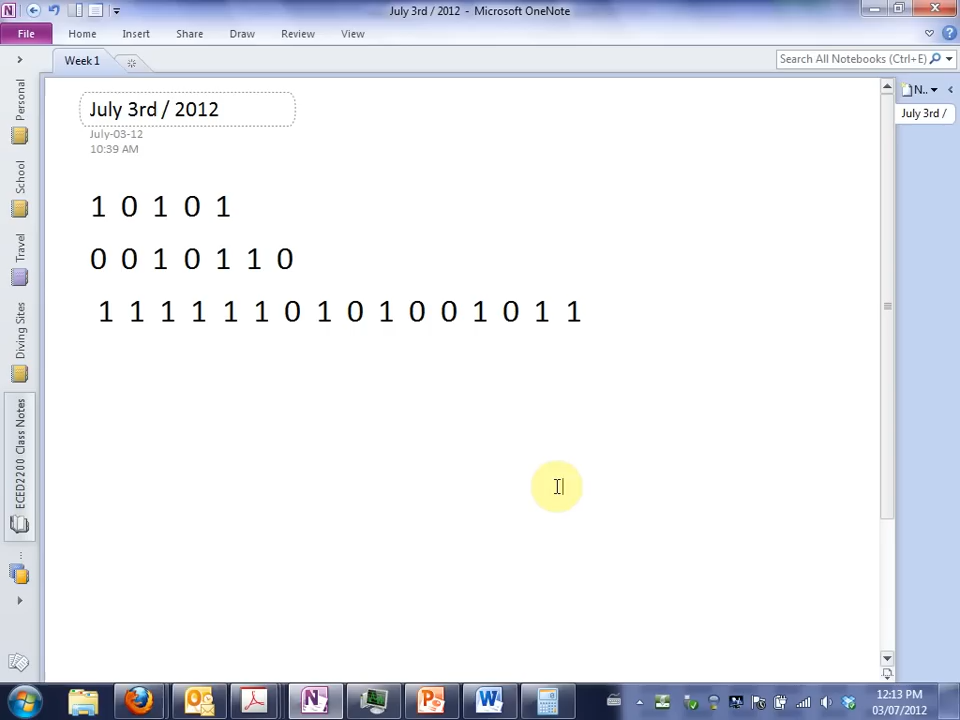 July 3rd / 2012 - Microsoft OneNote
File Home Insert Share Draw Review View
Week 1
Search All Notebooks (Ctrl+E)
N..
July 3rd /
Personal
School
Travel
Diving Sites
ECED2200 Class Notes
July 3rd / 2012
July-03-12
10:39 AM
1 0 1 0 1
0 0 1 0 1 1 0
1 1 1 1 1 1 0 1 0 1 0 0 1 0 1 1
12:13 PM
03/07/2012